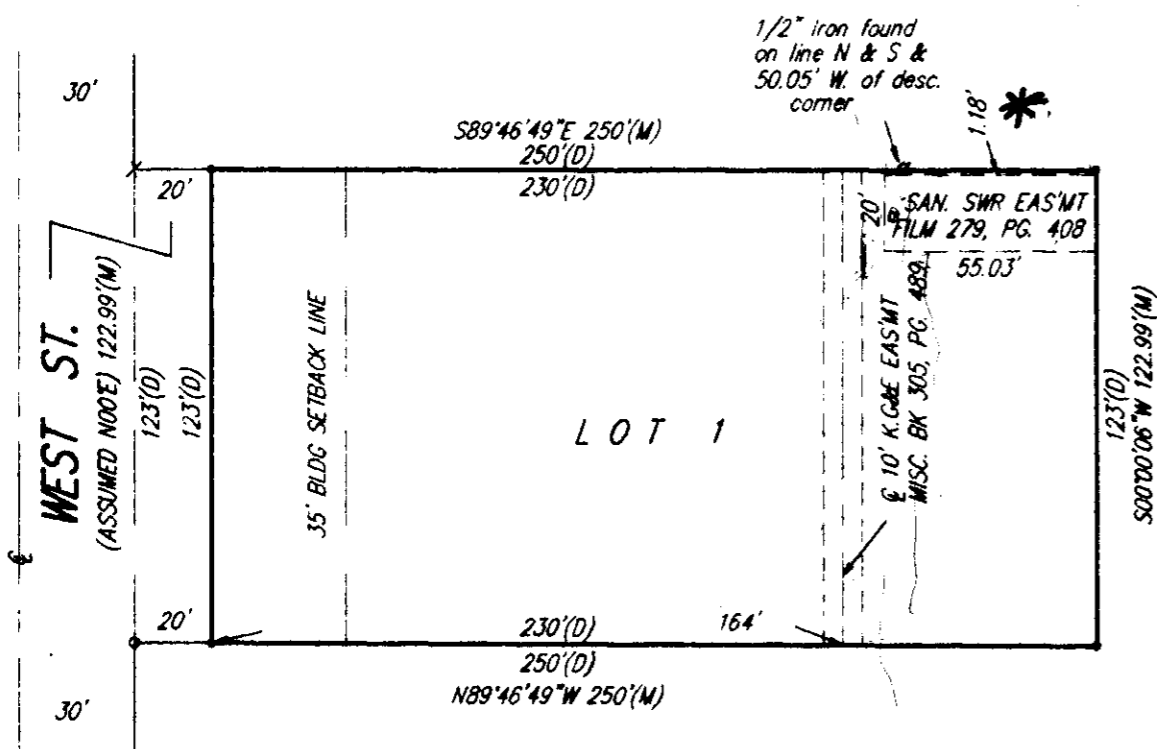 1/2" iron found
on line N & S &
50.05' W. of desc.
corner
30'
1.18' *
S89°46'49"E 250'(M)
250'(D)
230'(D)
20'
20'
SAN. SWR EAS'MT
FILM 279, PG. 408
55.03'
WEST ST.
(ASSUMED N00°E) 122.99'(M)
123'(D)
123'(D)
35' BLDG SETBACK LINE
LOT 1
℄ 10' K.G&E EAS'MT
MISC. BK 305, PG. 489
123'(D)
S00°00'06"W 122.99'(M)
℄
20'
230'(D)
164'
250'(D)
N89°46'49"W 250'(M)
30'